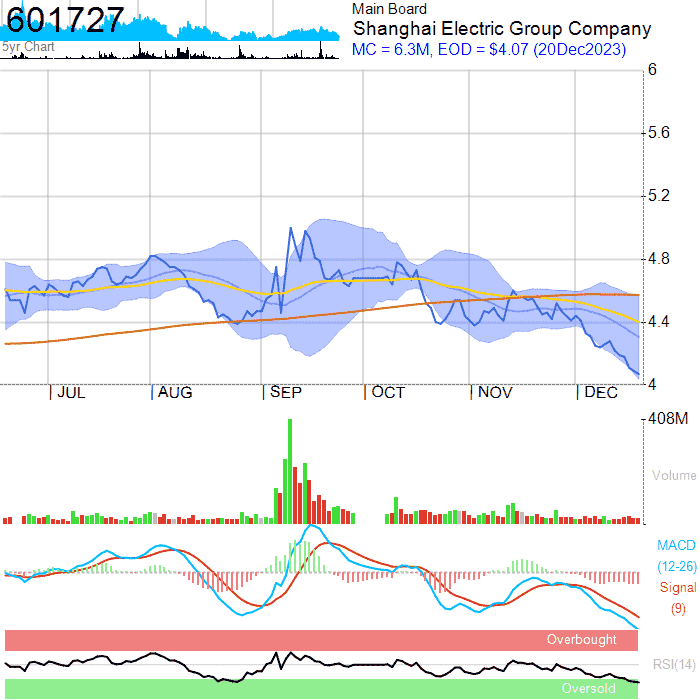 601727
5yr Chart
Main Board
Shanghai Electric Group Company
MC = 6.3M, EOD = $4.07 (20Dec2023)
6
5.6
5.2
4.8
4.4
4
JUL AUG SEP OCT NOV DEC
408M
Volume
MACD
(12-26)
Signal
(9)
Overbought
RSI(14)
Oversold